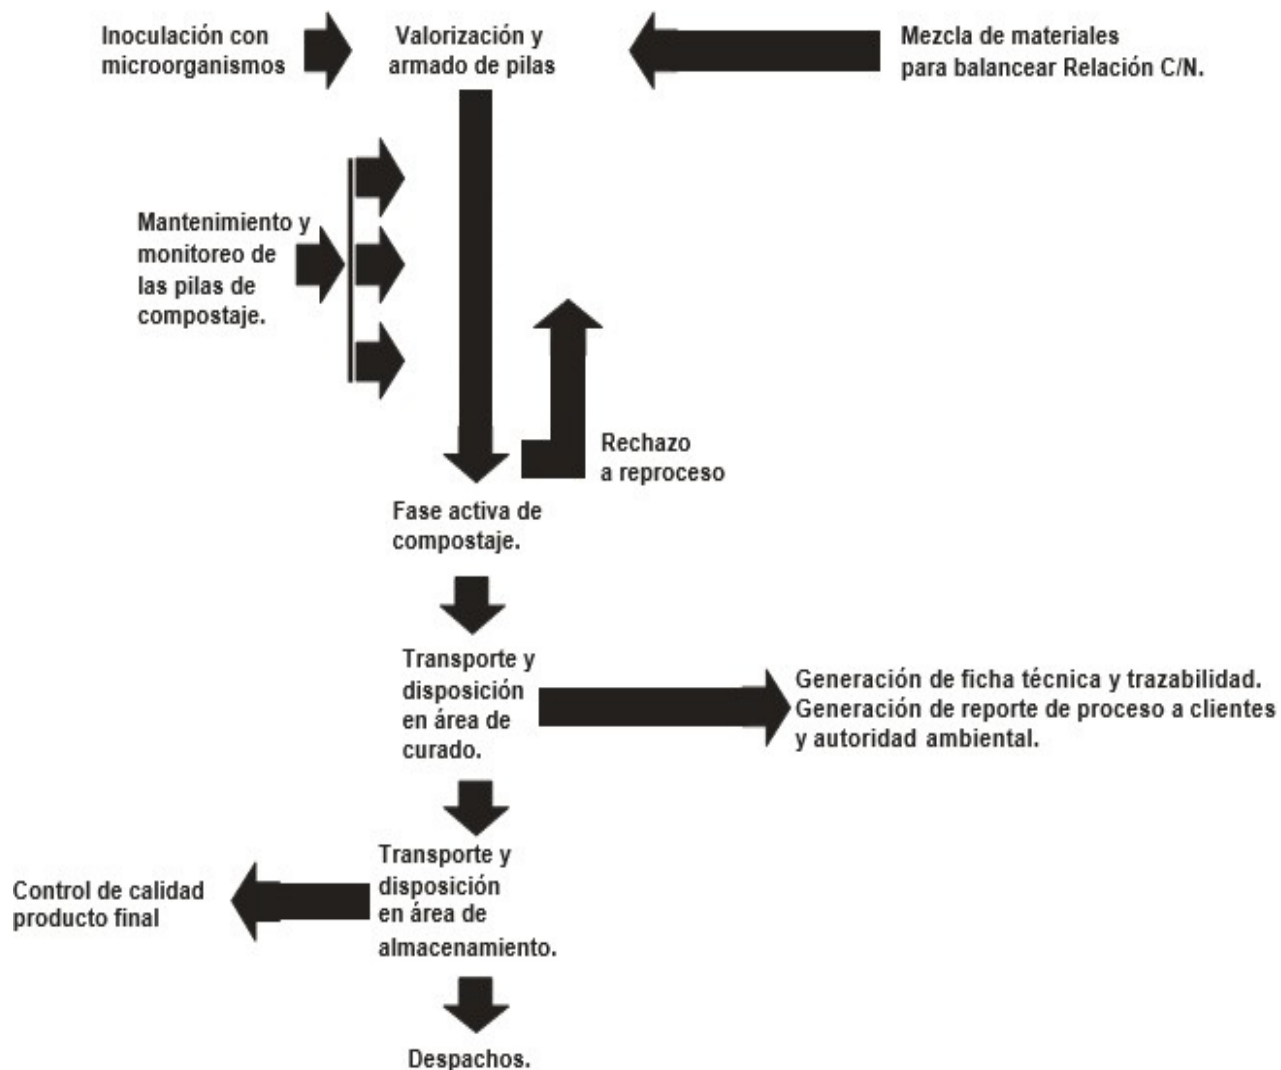 Inoculación con
microorganismos
Valorización y
armado de pilas
Mezcla de materiales
para balancear Relación C/N.
Mantenimiento y
monitoreo de
las pilas de
compostaje.
Rechazo
a reproceso
Fase activa de
compostaje.
Transporte y
disposición
en área de
curado.
Generación de ficha técnica y trazabilidad.
Generación de reporte de proceso a clientes
y autoridad ambiental.
Transporte y
disposición
en área de
almacenamiento.
Control de calidad
producto final
Despachos.